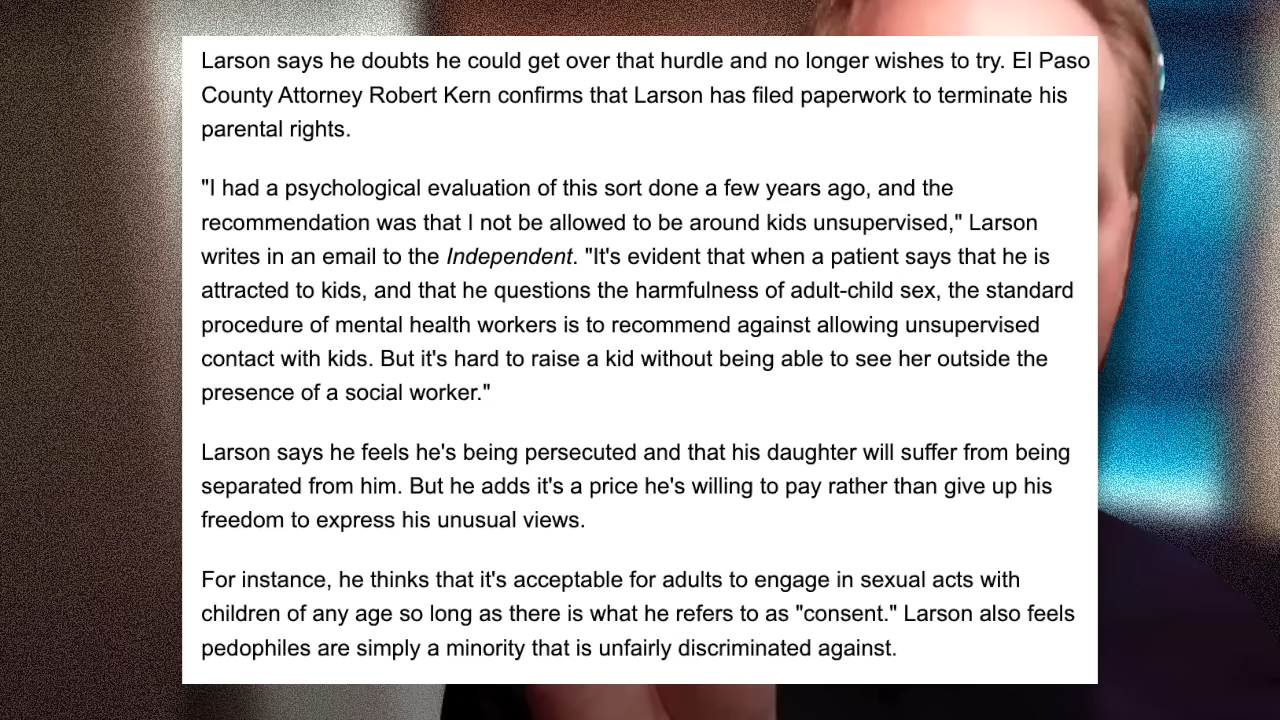 Larson says he doubts he could get over that hurdle and no longer wishes to try. El Paso
County Attorney Robert Kern confirms that Larson has filed paperwork to terminate his
parental rights.
"I had a psychological evaluation of this sort done a few years ago, and the
recommendation was that I not be allowed to be around kids unsupervised," Larson
writes in an email to the Independent. "It's evident that when a patient says that he is
attracted to kids, and that he questions the harmfulness of adult-child sex, the standard
procedure of mental health workers is to recommend against allowing unsupervised
contact with kids. But it's hard to raise a kid without being able to see her outside the
presence of a social worker."
Larson says he feels he's being persecuted and that his daughter will suffer from being
separated from him. But he adds it's a price he's willing to pay rather than give up his
freedom to express his unusual views.
For instance, he thinks that it's acceptable for adults to engage in sexual acts with
children of any age so long as there is what he refers to as "consent." Larson also feels
pedophiles are simply a minority that is unfairly discriminated against.